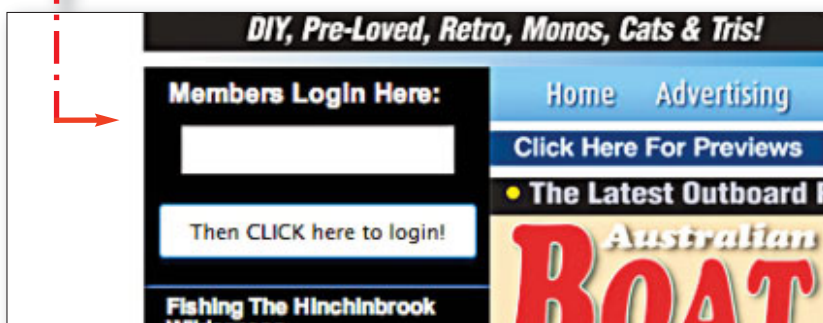 DIY, Pre-Loved, Retro, Monos, Cats & Tris!
Members Login Here:
Home Advertising
Click Here For Previews
• The Latest Outboard
Then CLICK here to login!
Australian
BOAT
Fishing The Hinchinbrook